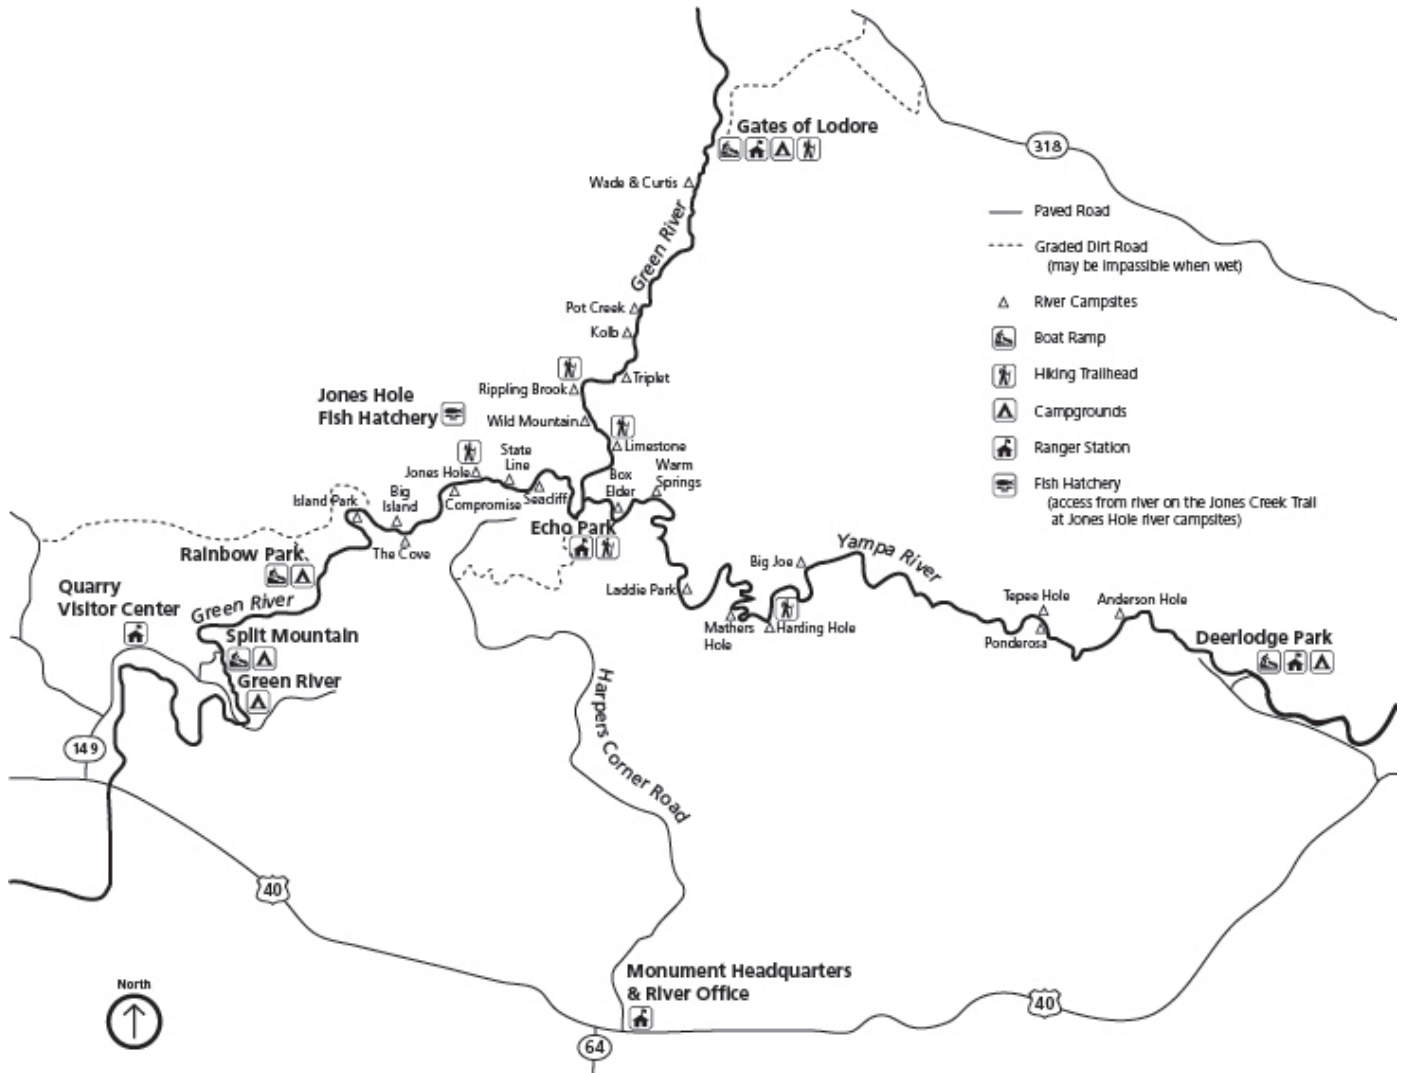 Gates of Lodore
318
Wade & Curtis
Green River
Paved Road
Graded Dirt Road
(may be impassible when wet)
River Campsites
Boat Ramp
Hiking Trailhead
Campgrounds
Ranger Station
Fish Hatchery
(access from river on the Jones Creek Trail
at Jones Hole river campsites)
Pot Creek
Kolb
Triplet
Rippling Brook
Jones Hole
Fish Hatchery
Wild Mountain
Limestone
State
Line
Jones Hole
Warm
Springs
Box
Elder
Seacliff
Compromise
Big
Island
Island Park
The Cove
Echo Park
Rainbow Park
Green River
Quarry
Visitor Center
Split Mountain
Green River
Laddie Park
Big Joe
Yampa River
Mathers
Hole
Harding Hole
Tepee Hole
Ponderosa
Anderson Hole
Deerlodge Park
Harpers Corner Road
149
40
Monument Headquarters
& River Office
40
64
North